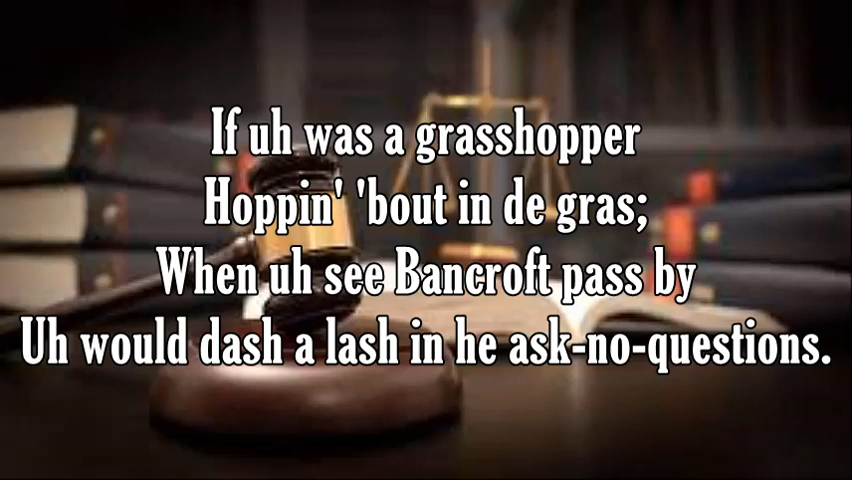 If uh was a grasshopper
Hoppin' 'bout in de gras;
When uh see Bancroft pass by
Uh would dash a lash in he ask-no-questions.